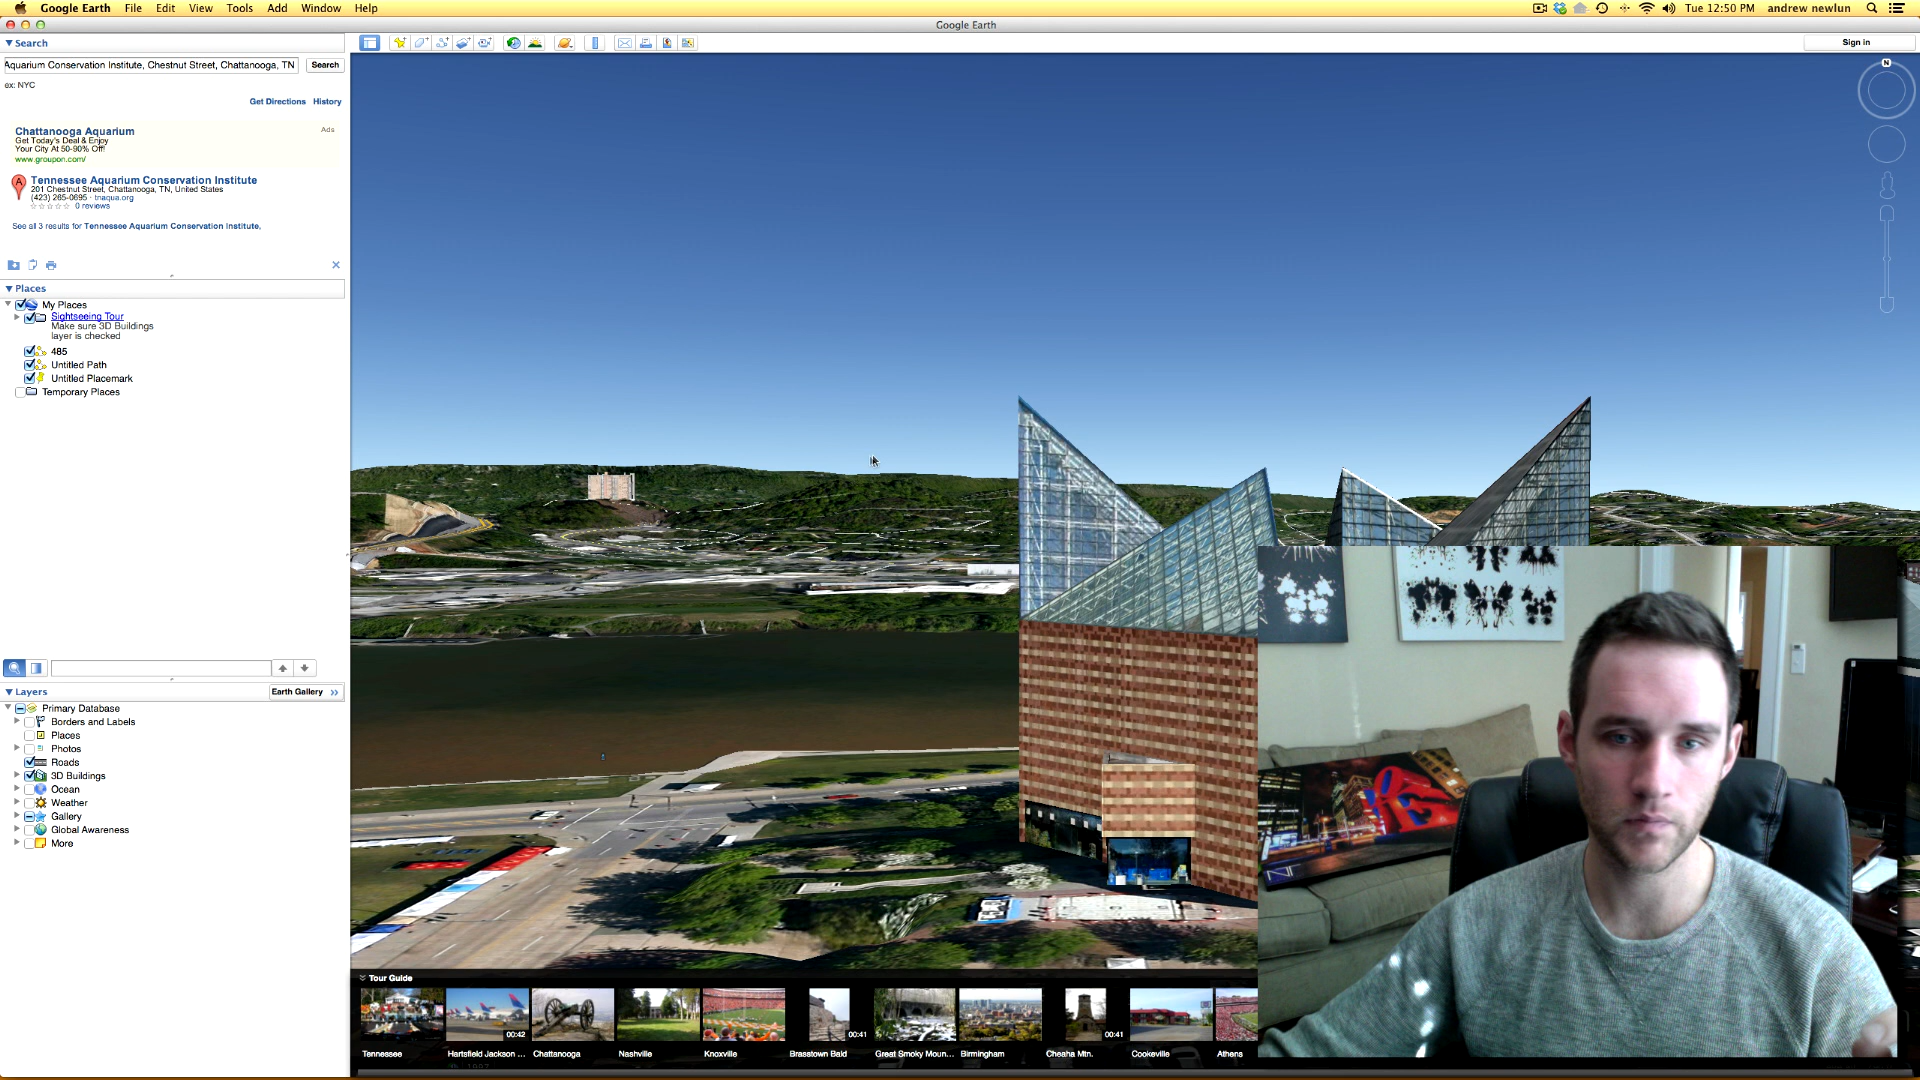 Google Earth File Edit View Tools Add Window Help
Tue 12:50 PM andrew newlun
Google Earth
Search
Sign in
Aquarium Conservation Institute, Chestnut Street, Chattanooga, TN
Search
ex: NYC
Get Directions History
Chattanooga Aquarium
Ads
Get Today's Deal & Enjoy
Your City At 50-90% Off!
www.groupon.com/
A
Tennessee Aquarium Conservation Institute
201 Chestnut Street, Chattanooga, TN, United States
(423) 265-0695 - tnaqua.org
0 reviews
See all 3 results for Tennessee Aquarium Conservation Institute,
N
Places
My Places
Sightseeing Tour
Make sure 3D Buildings
layer is checked
485
Untitled Path
Untitled Placemark
Temporary Places
Layers
Earth Gallery >>
Primary Database
Borders and Labels
Places
Photos
Roads
3D Buildings
Ocean
Weather
Gallery
Global Awareness
More
Tour Guide
00:42
00:41
00:41
Tennessee
Hartsfield Jackson ...
Chattanooga
Nashville
Knoxville
Brasstown Bald
Great Smoky Moun...
Birmingham
Cheaha Mtn.
Cookeville
Athens